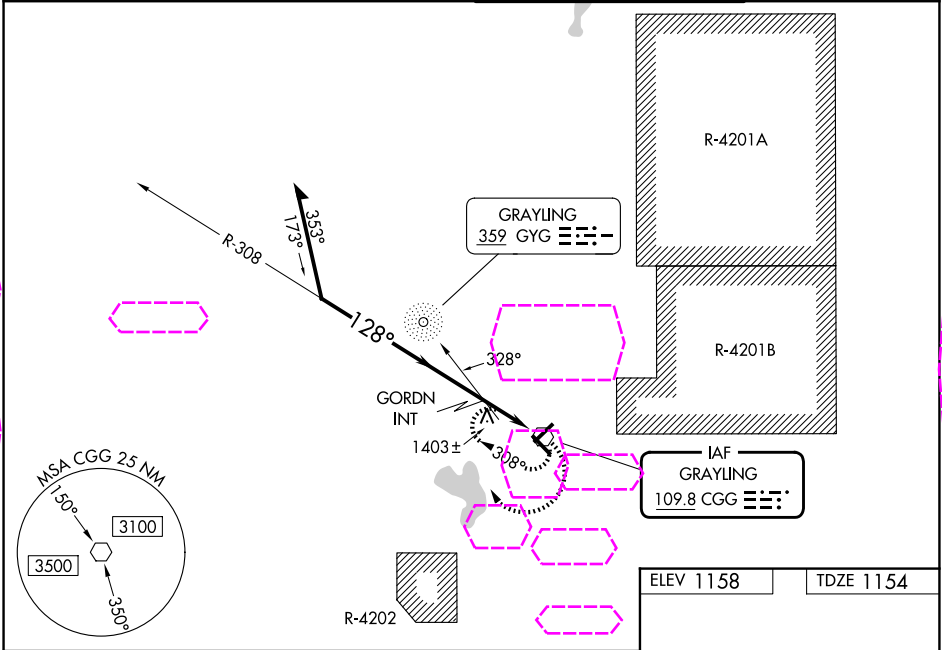 R-4201A
GRAYLING
359 GYG
353°
173°
R-308
128°
R-4201B
328°
GORDN
INT
1403±
308°
IAF
GRAYLING
109.8 CGG
MSA CGG 25 NM
150°
3100
3500
350°
R-4202
ELEV 1158
TDZE 1154